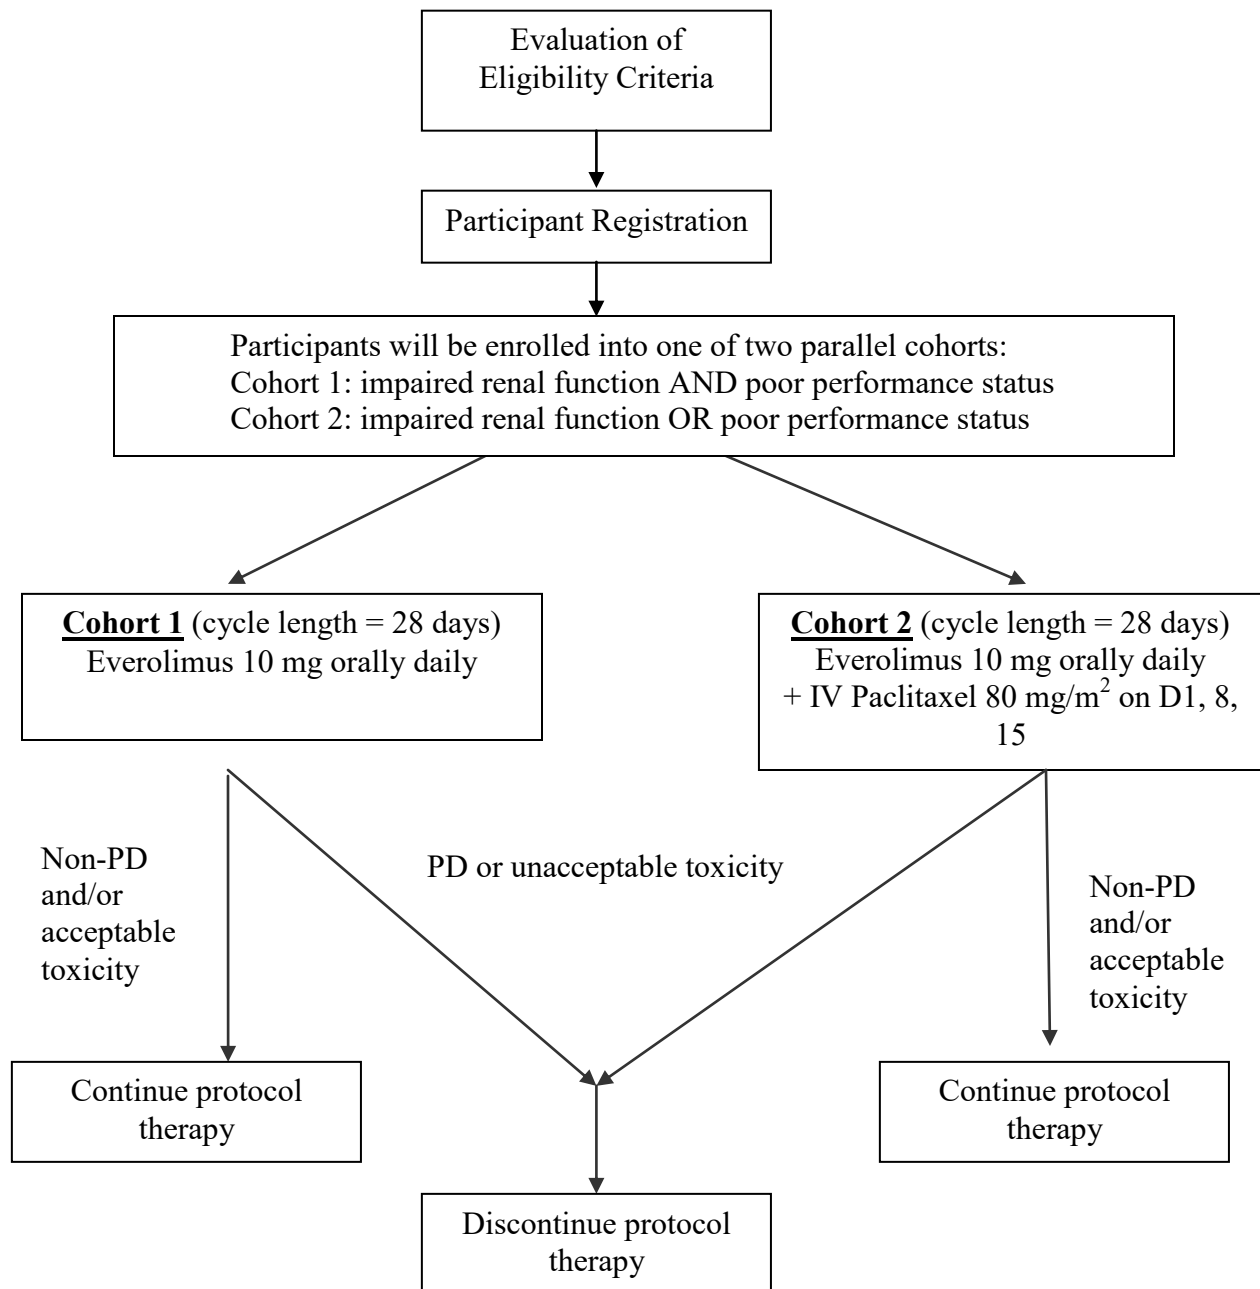 Evaluation of
Eligibility Criteria
Participant Registration
Participants will be enrolled into one of two parallel cohorts:
Cohort 1: impaired renal function AND poor performance status
Cohort 2: impaired renal function OR poor performance status
Cohort 1 (cycle length = 28 days)
Everolimus 10 mg orally daily
Cohort 2 (cycle length = 28 days)
Everolimus 10 mg orally daily
+ IV Paclitaxel 80 mg/m² on D1, 8,
15
Non-PD
and/or
acceptable
toxicity
PD or unacceptable toxicity
Non-PD
and/or
acceptable
toxicity
Continue protocol
therapy
Continue protocol
therapy
Discontinue protocol
therapy